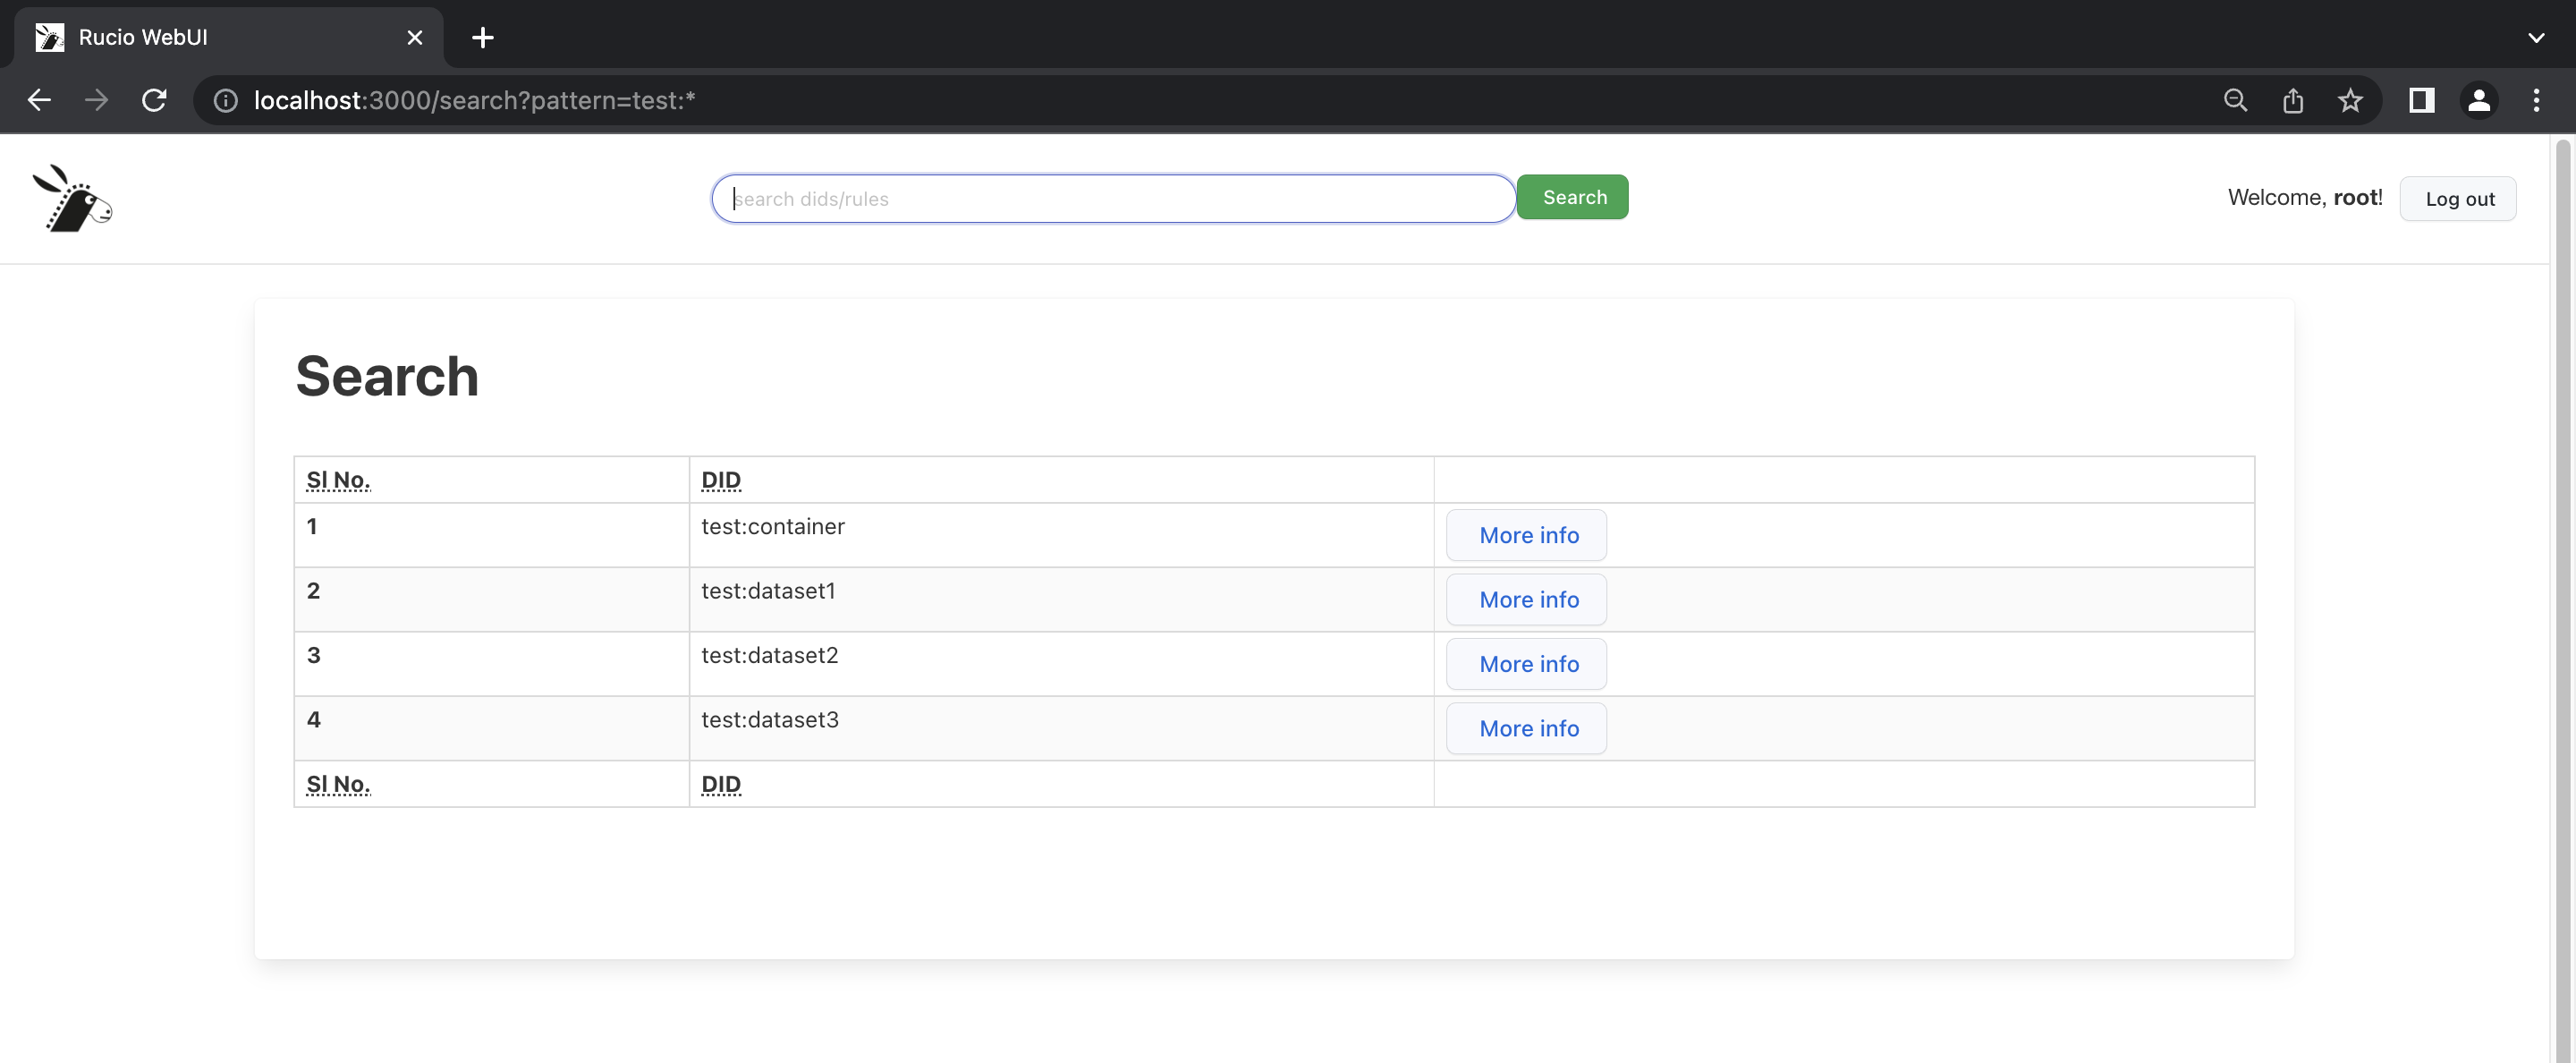 Rucio WebUI
localhost:3000/search?pattern=test:*
search dids/rules
Search
Welcome, root!
Log out
Search
Sl No. DID
1 test:container More info
2 test:dataset1 More info
3 test:dataset2 More info
4 test:dataset3 More info
Sl No. DID